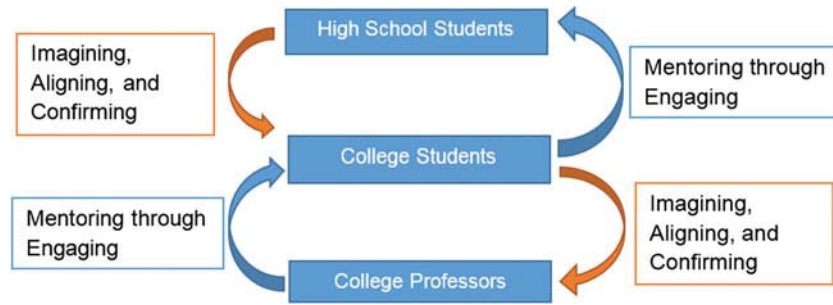 High School Students
Imagining,
Aligning, and
Confirming
Mentoring through
Engaging
College Students
Mentoring through
Engaging
Imagining,
Aligning, and
Confirming
College Professors